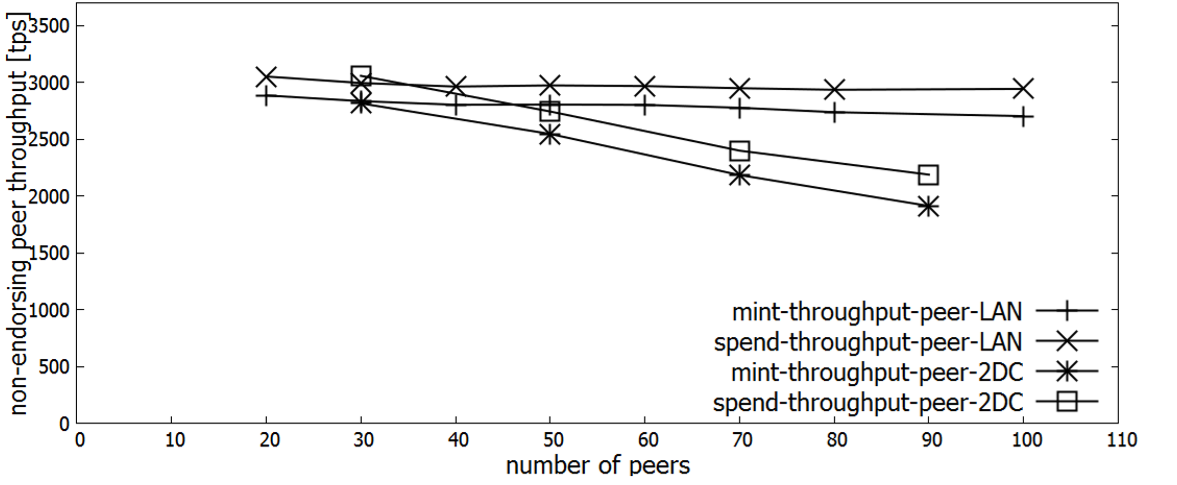 non-endorsing peer throughput [tps]
3500
3000
2500
2000
1500
1000
500
0
mint-throughput-peer-LAN
spend-throughput-peer-LAN
mint-throughput-peer-2DC
spend-throughput-peer-2DC
0 10 20 30 40 50 60 70 80 90 100 110
number of peers